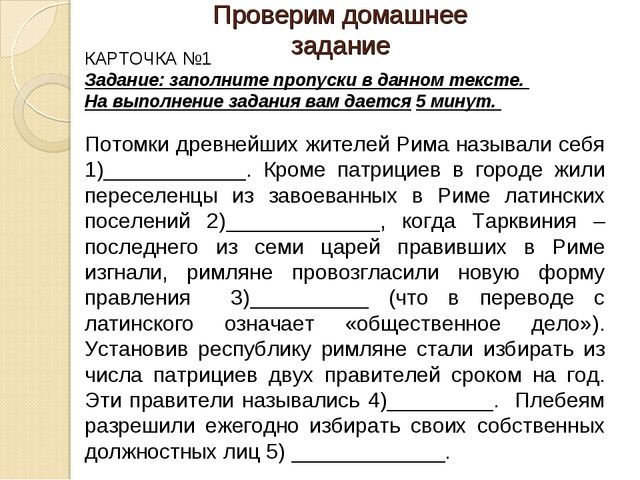 Проверим домашнее
задание
КАРТОЧКА №1
Задание: заполните пропуски в данном тексте.
На выполнение задания вам дается 5 минут.
Потомки древнейших жителей Рима называли себя
1)____________. Кроме патрициев в городе жили
переселенцы из завоеванных в Риме латинских
поселений 2)_____________, когда Тарквиния –
последнего из семи царей правивших в Риме
изгнали, римляне провозгласили новую форму
правления 3)__________ (что в переводе с
латинского означает «общественное дело»).
Установив республику римляне стали избирать из
числа патрициев двух правителей сроком на год.
Эти правители назывались 4)_________. Плебеям
разрешили ежегодно избирать своих собственных
должностных лиц 5) _____________.